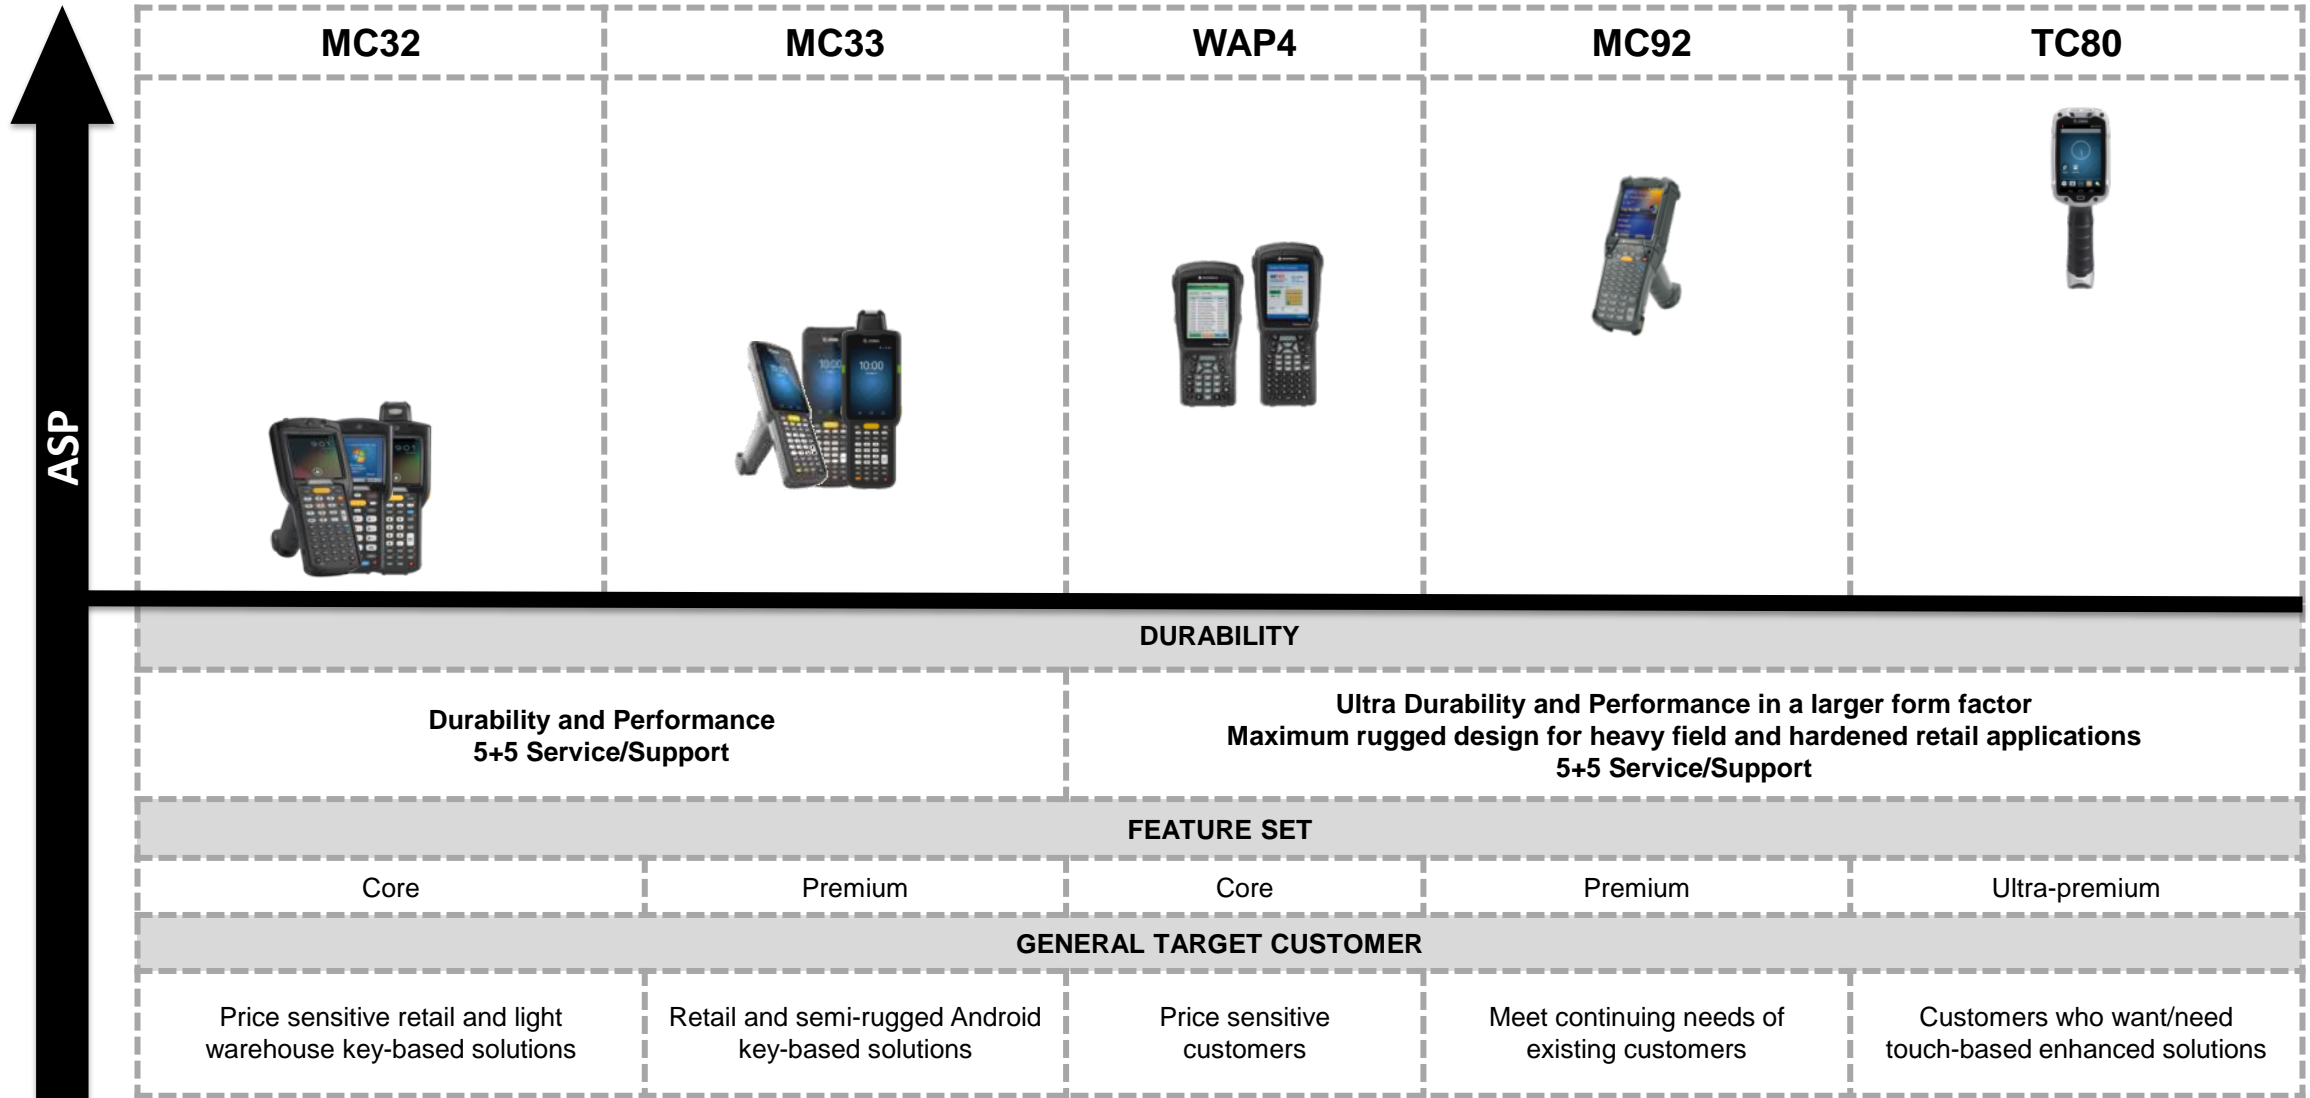 MC32
MC33
WAP4
MC92
TC80
ASP
10:00
DURABILITY
Durability and Performance
5+5 Service/Support
Ultra Durability and Performance in a larger form factor
Maximum rugged design for heavy field and hardened retail applications
5+5 Service/Support
FEATURE SET
Core
Premium
Core
Premium
Ultra-premium
GENERAL TARGET CUSTOMER
Price sensitive retail and light
warehouse key-based solutions
Retail and semi-rugged Android
key-based solutions
Price sensitive
customers
Meet continuing needs of
existing customers
Customers who want/need
touch-based enhanced solutions